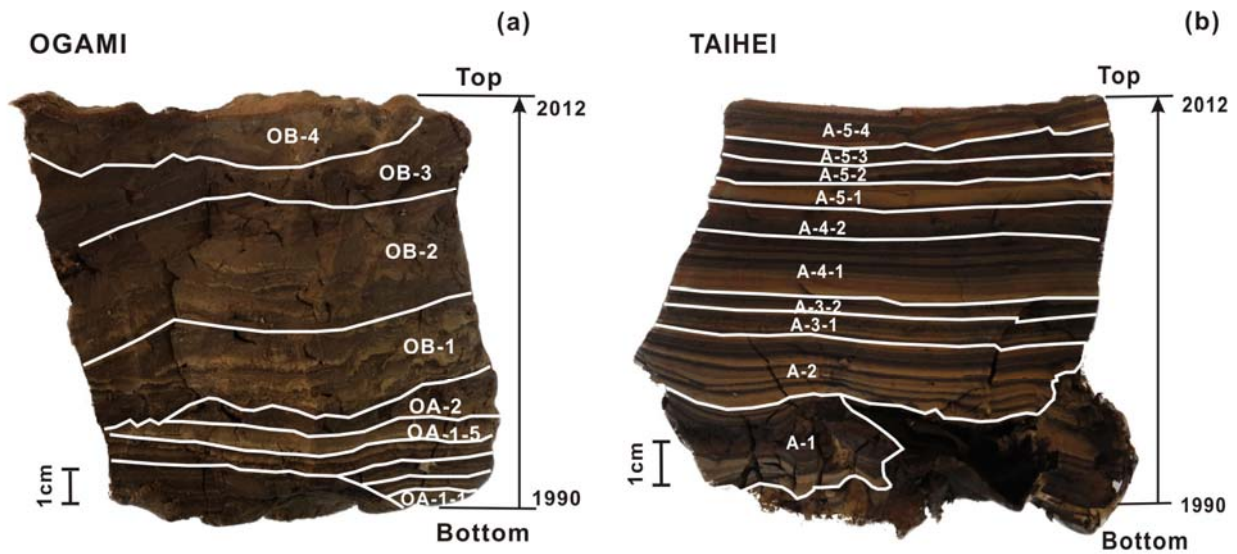 OGAMI
(a)
Top
2012
OB-4
OB-3
OB-2
OB-1
OA-2
OA-1-5
OA-1-1
1cm
1990
Bottom
TAIHEI
(b)
Top
2012
A-5-4
A-5-3
A-5-2
A-5-1
A-4-2
A-4-1
A-3-2
A-3-1
A-2
A-1
1cm
1990
Bottom